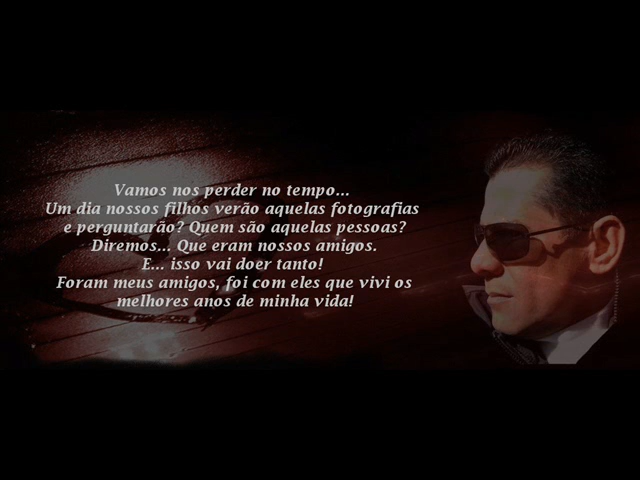 Vamos nos perder no tempo...
Um dia nossos filhos verão aquelas fotografias
e perguntarão? Quem são aquelas pessoas?
Diremos... Que eram nossos amigos.
E... isso vai doer tanto!
Foram meus amigos, foi com eles que vivi os
melhores anos de minha vida!